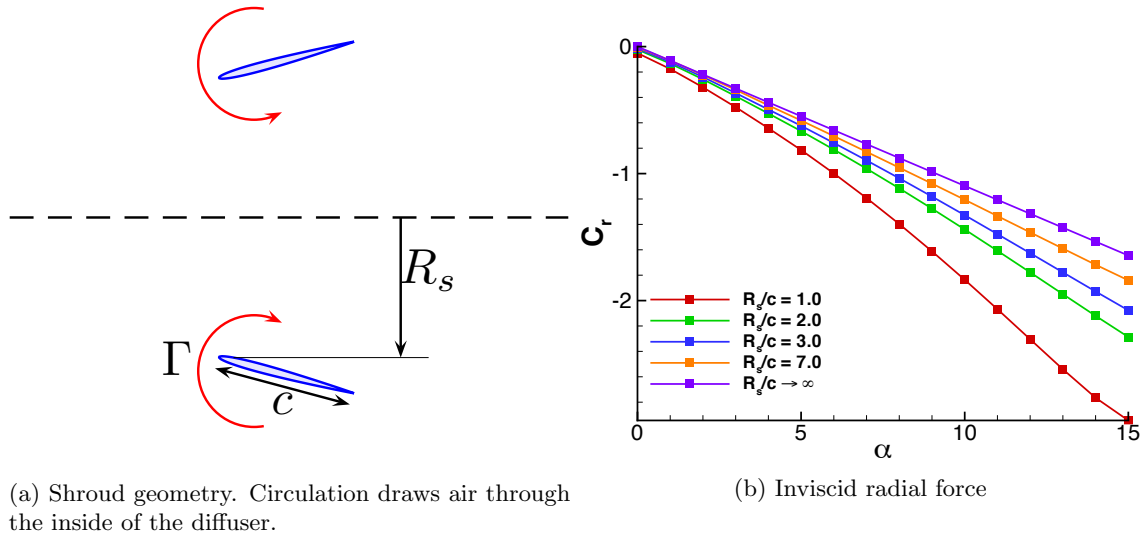 R_s
Γ
c
0
-1
-2
C_r
R_s/c = 1.0
R_s/c = 2.0
R_s/c = 3.0
R_s/c = 7.0
R_s/c → ∞
0 5 10 15
α
(a) Shroud geometry. Circulation draws air through
the inside of the diffuser.
(b) Inviscid radial force